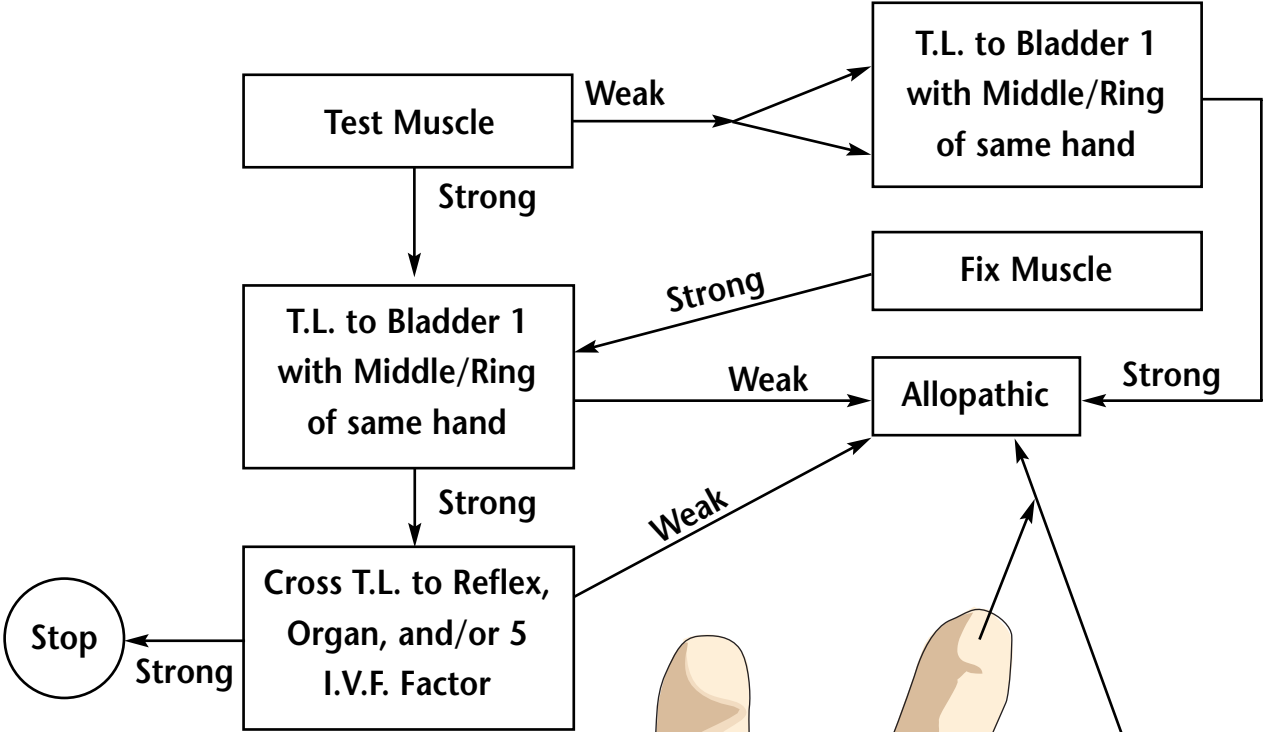 Test Muscle
Weak
T.L. to Bladder 1
with Middle/Ring
of same hand
Strong
Fix Muscle
Strong
T.L. to Bladder 1
with Middle/Ring
of same hand
Weak
Allopathic
Strong
Strong
Weak
Cross T.L. to Reflex,
Organ, and/or 5
I.V.F. Factor
Stop
Strong